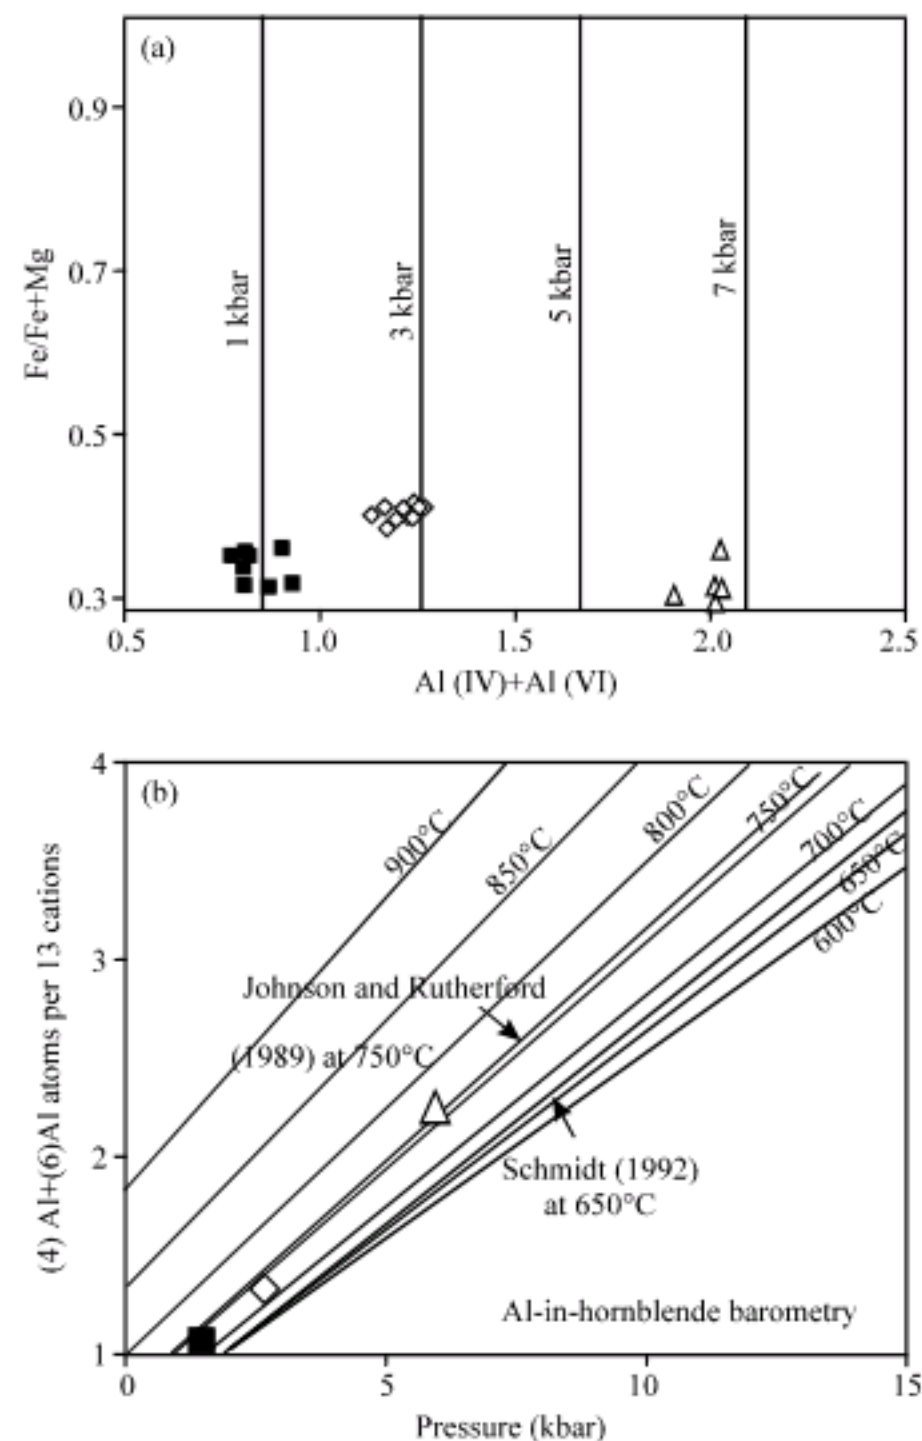 (a)
0.9
0.7
0.5
0.3
Fe/Fe+Mg
1 kbar
3 kbar
5 kbar
7 kbar
0.5 1.0 1.5 2.0 2.5
Al (IV)+Al (VI)
(b)
4
3
2
1
(4) Al+(6)Al atoms per 13 cations
900°C
850°C
800°C
750°C
700°C
650°C
600°C
Johnson and Rutherford
(1989) at 750°C
Schmidt (1992)
at 650°C
Al-in-hornblende barometry
0 5 10 15
Pressure (kbar)